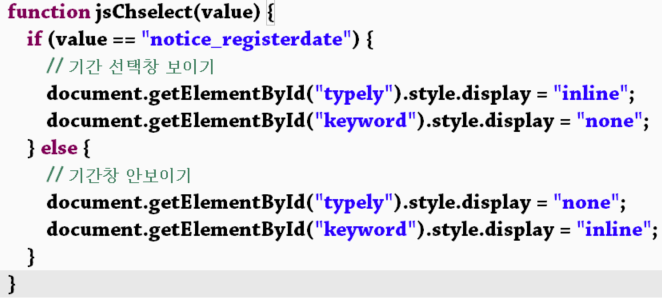 function jsChselect(value) {
if (value == "notice_registerdate") {
// 기간 선택창 보이기
document.getElementById("typely").style.display = "inline";
document.getElementById("keyword").style.display = "none";
} else {
// 기간창 안보이기
document.getElementById("typely").style.display = "none";
document.getElementById("keyword").style.display = "inline";
}
}